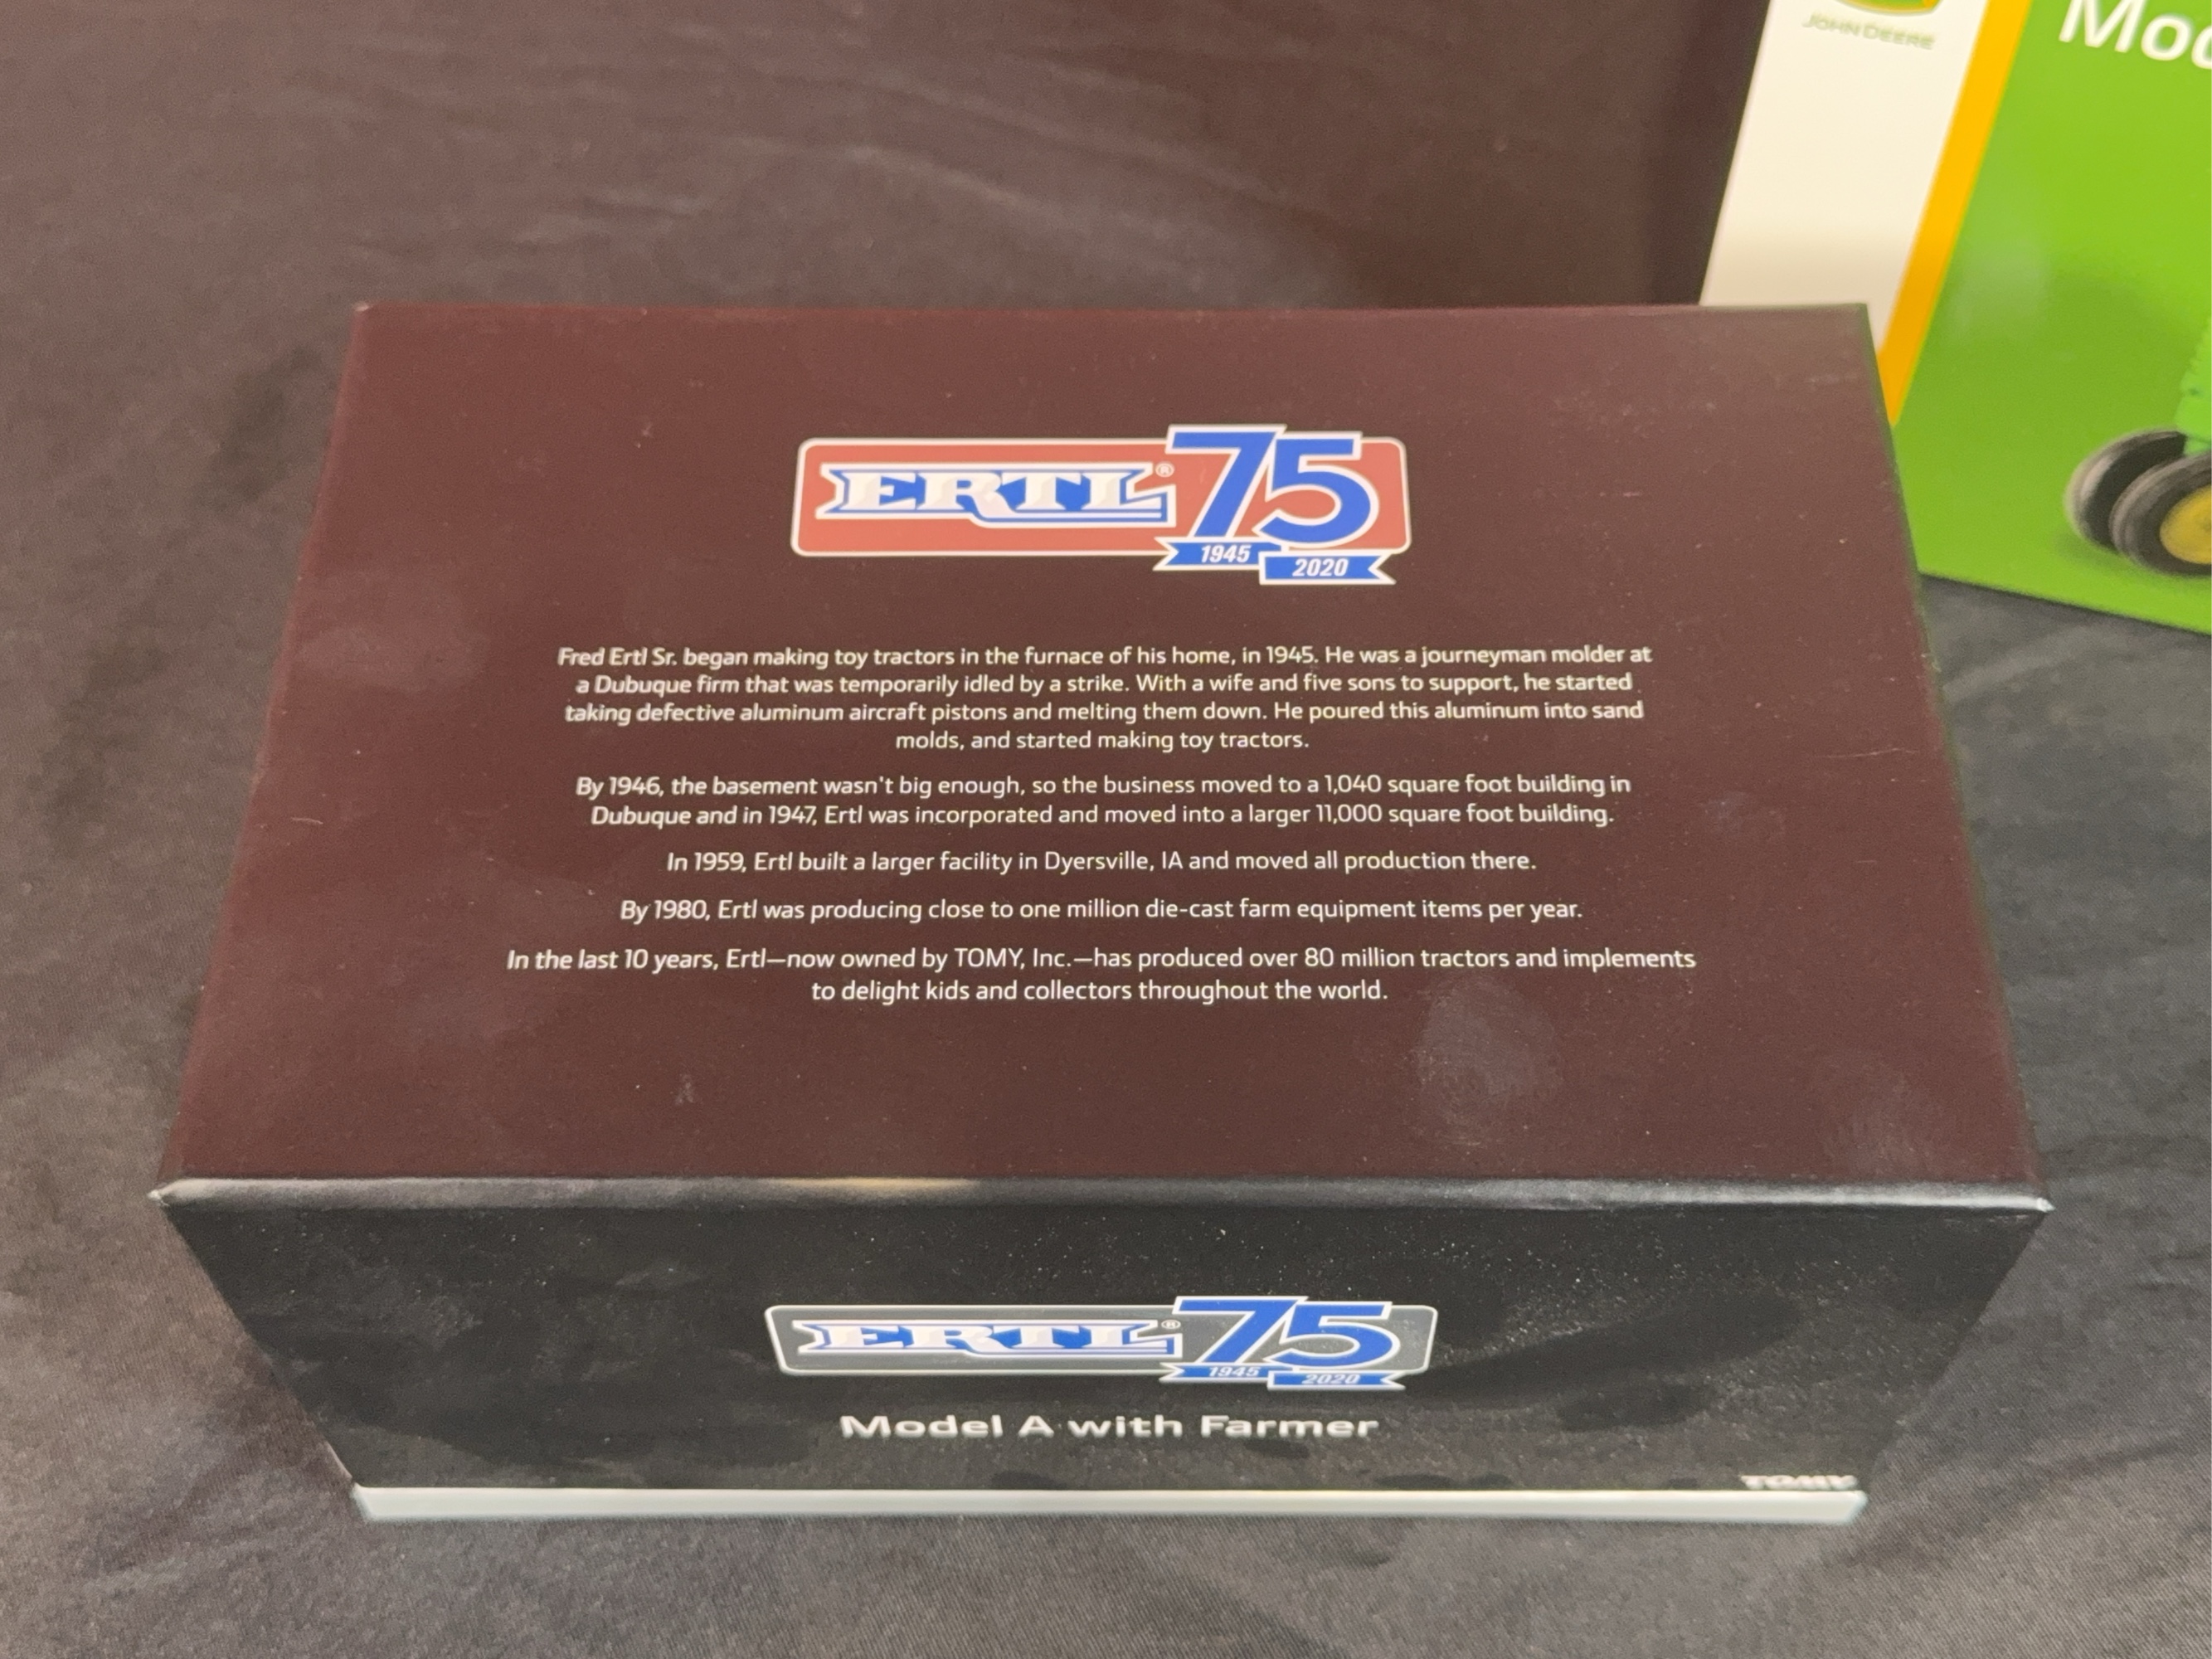 JOHN DEERE
ERTL® 75
1945
2020
Fred Ertl Sr. began making toy tractors in the furnace of his home, in 1945. He was a journeyman molder at
a Dubuque firm that was temporarily idled by a strike. With a wife and five sons to support, he started
taking defective aluminum aircraft pistons and melting them down. He poured this aluminum into sand
molds, and started making toy tractors.
By 1946, the basement wasn't big enough, so the business moved to a 1,040 square foot building in
Dubuque and in 1947, Ertl was incorporated and moved into a larger 11,000 square foot building.
In 1959, Ertl built a larger facility in Dyersville, IA and moved all production there.
By 1980, Ertl was producing close to one million die-cast farm equipment items per year.
In the last 10 years, Ertl—now owned by TOMY, Inc.—has produced over 80 million tractors and implements
to delight kids and collectors throughout the world.
ERTL® 75
1945
2020
Model A with Farmer
TOMY